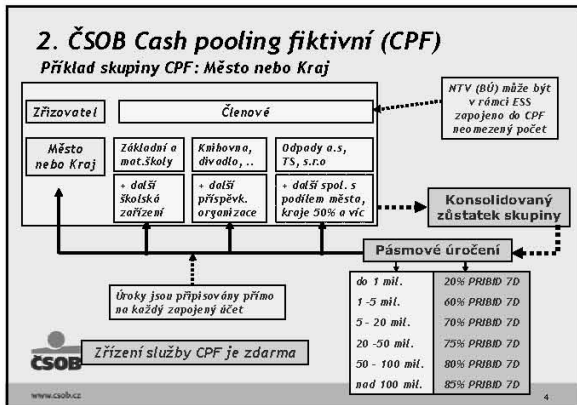 2. ČSOB Cash pooling fiktivní (CPF)
Příklad skupiny CPF: Město nebo Kraj
NTV (BÚ) může být
v rámci ESS
zapojeno do CPF
neomezený počet
Zřizovatel
Členové
Město
nebo Kraj
Základní a
mat.školy
Knihovna,
divadlo, ..
Odpady a.s,
TS, s.r.o
+ další
školská
zařízení
+ další
příspěvk.
organizace
+ další spol. s
podílem města,
kraje 50% a víc
Konsolidovaný
zůstatek skupiny
Pásmové úročení
Úroky jsou připisovány přímo
na každý zapojený účet
do 1 mil. 20% PRIBID 7D
1 -5 mil. 60% PRIBID 7D
5 - 20 mil. 70% PRIBID 7D
20 -50 mil. 75% PRIBID 7D
50 - 100 mil. 80% PRIBID 7D
nad 100 mil. 85% PRIBID 7D
ČSOB
Zřízení služby CPF je zdarma
www.csob.cz
4